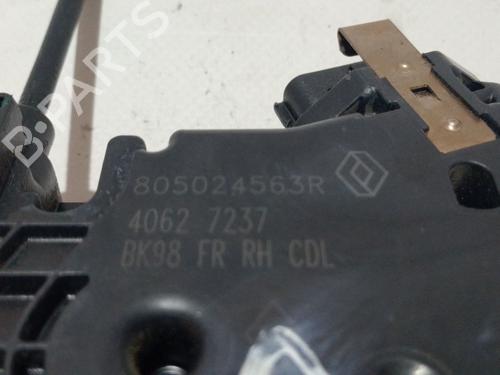 805024563R
4062 7237
BK98 FR RH CDL
B-PARTS